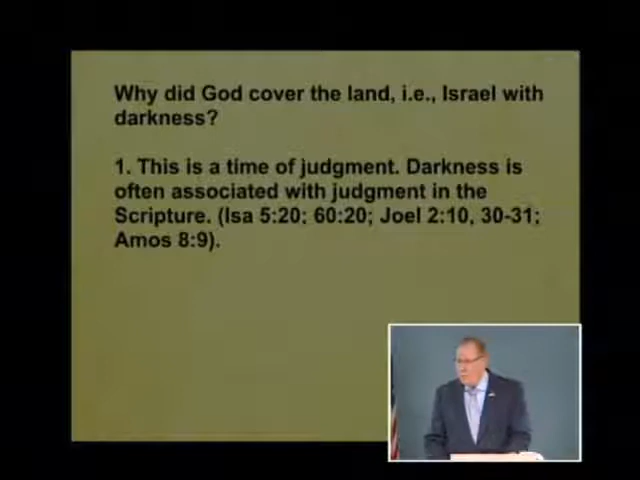 Why did God cover the land, i.e., Israel with
darkness?
1. This is a time of judgment. Darkness is
often associated with judgment in the
Scripture. (Isa 5:20; 60:20; Joel 2:10, 30-31;
Amos 8:9).